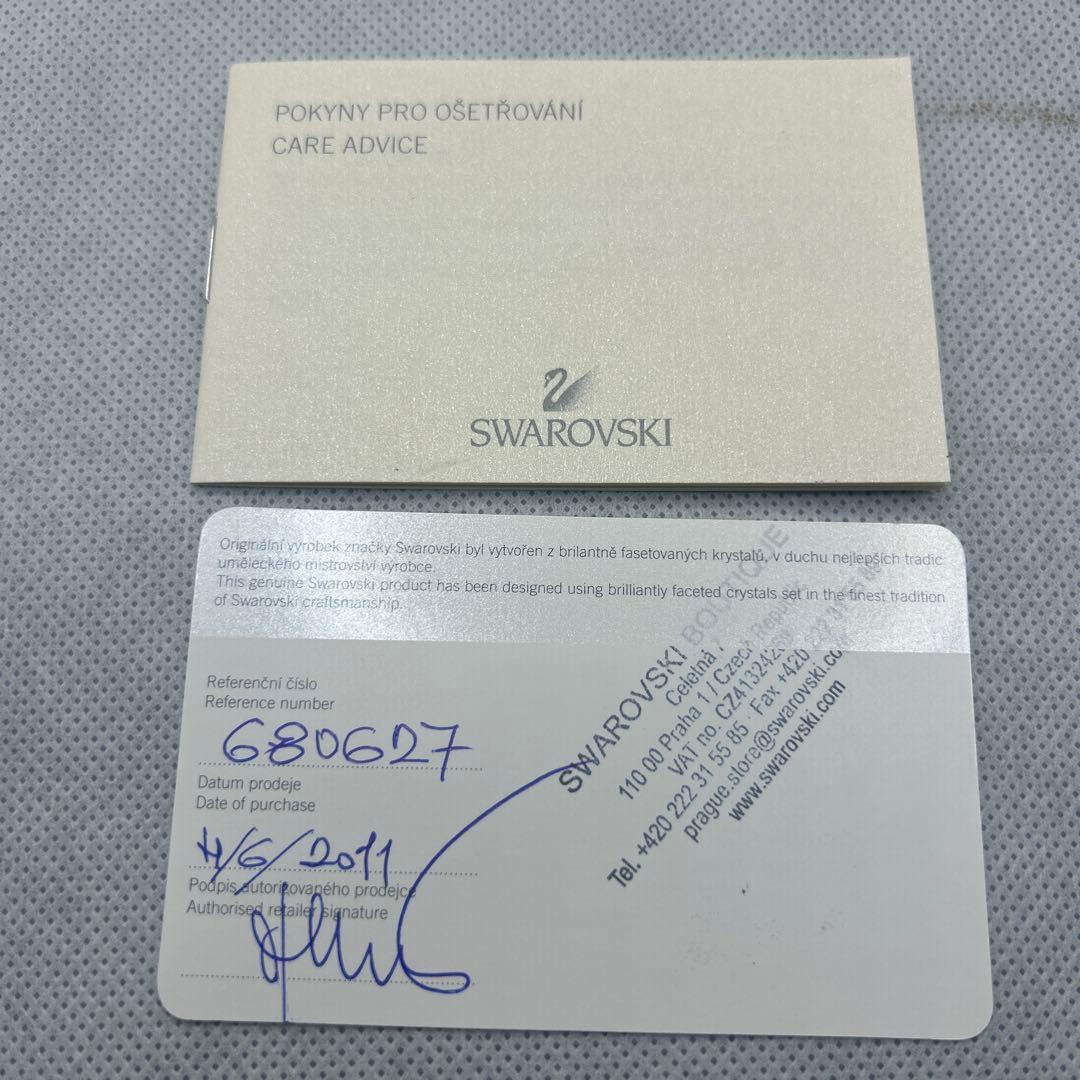 POKYNY PRO OŠETŘOVÁNÍ
CARE ADVICE
SWAROVSKI
Originální výrobek značky Swarovski byl vytvořen z brilantně fasetovaných krystalů, v duchu nejlepších tradic
uměleckého mistrovství výrobce.
This genuine Swarovski product has been designed using brilliantly faceted crystals set in the finest tradition
of Swarovski craftsmanship.
Referenční číslo
Reference number
680627
Datum prodeje
Date of purchase
4/6/2011
Podpis autorizovaného prodejce
Authorised retailer signature
SWAROVSKI BOUTIQUE
Celetná
110 00 Praha 1 / Czech Republic
VAT no.
Tel. +420 222 31 55 85 . Fax +420 222
prague.store@swarovski.com
www.swarovski.com